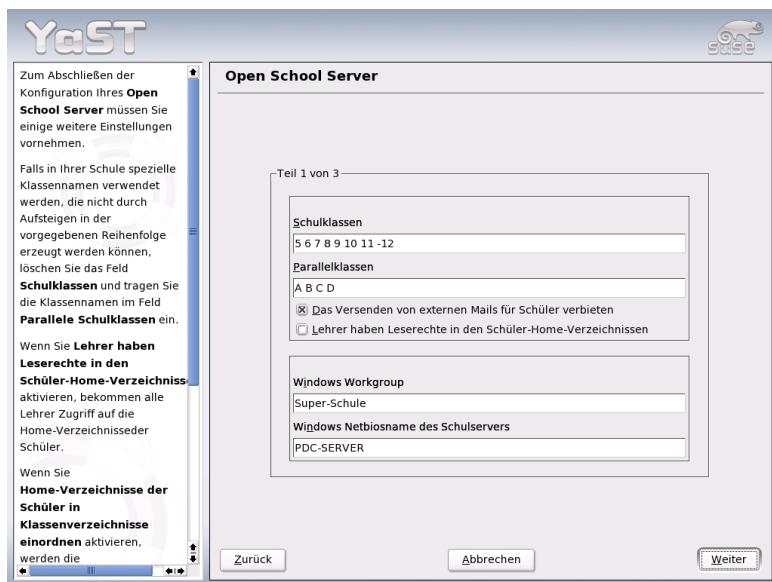 YaST
SUSE
Zum Abschließen der
Konfiguration Ihres Open
School Server müssen Sie
einige weitere Einstellungen
vornehmen.
Falls in Ihrer Schule spezielle
Klassennamen verwendet
werden, die nicht durch
Aufsteigen in der
vorgegebenen Reihenfolge
erzeugt werden können,
löschen Sie das Feld
Schulklassen und tragen Sie
die Klassennamen im Feld
Parallele Schulklassen ein.
Wenn Sie Lehrer haben
Leserechte in den
Schüler-Home-Verzeichniss
aktivieren, bekommen alle
Lehrer Zugriff auf die
Home-Verzeichnisseder
Schüler.
Wenn Sie
Home-Verzeichnisse der
Schüler in
Klassenverzeichnisse
einordnen aktivieren,
werden die
Open School Server
Teil 1 von 3
Schulklassen
5 6 7 8 9 10 11 -12
Parallelklassen
A B C D
Das Versenden von externen Mails für Schüler verbieten
Lehrer haben Leserechte in den Schüler-Home-Verzeichnissen
Windows Workgroup
Super-Schule
Windows Netbiosname des Schulservers
PDC-SERVER
Zurück
Abbrechen
Weiter